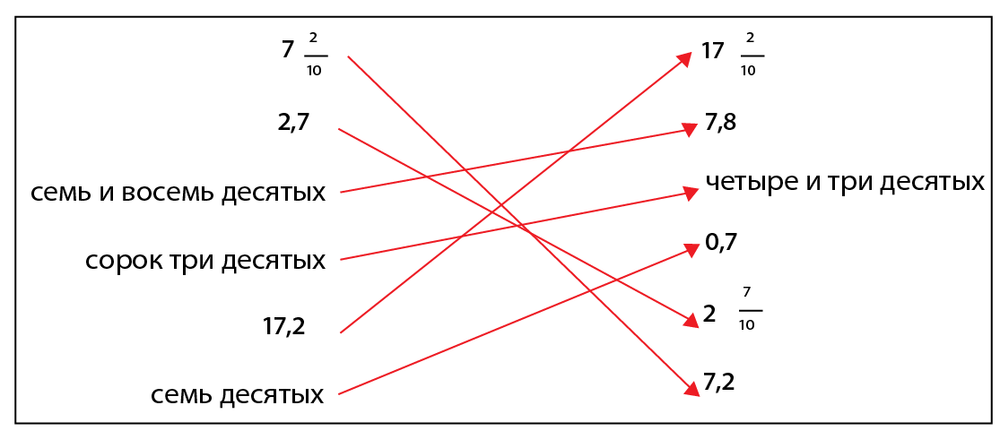 7 2/10
17 2/10
2,7
7,8
семь и восемь десятых
четыре и три десятых
сорок три десятых
0,7
17,2
2 7/10
семь десятых
7,2